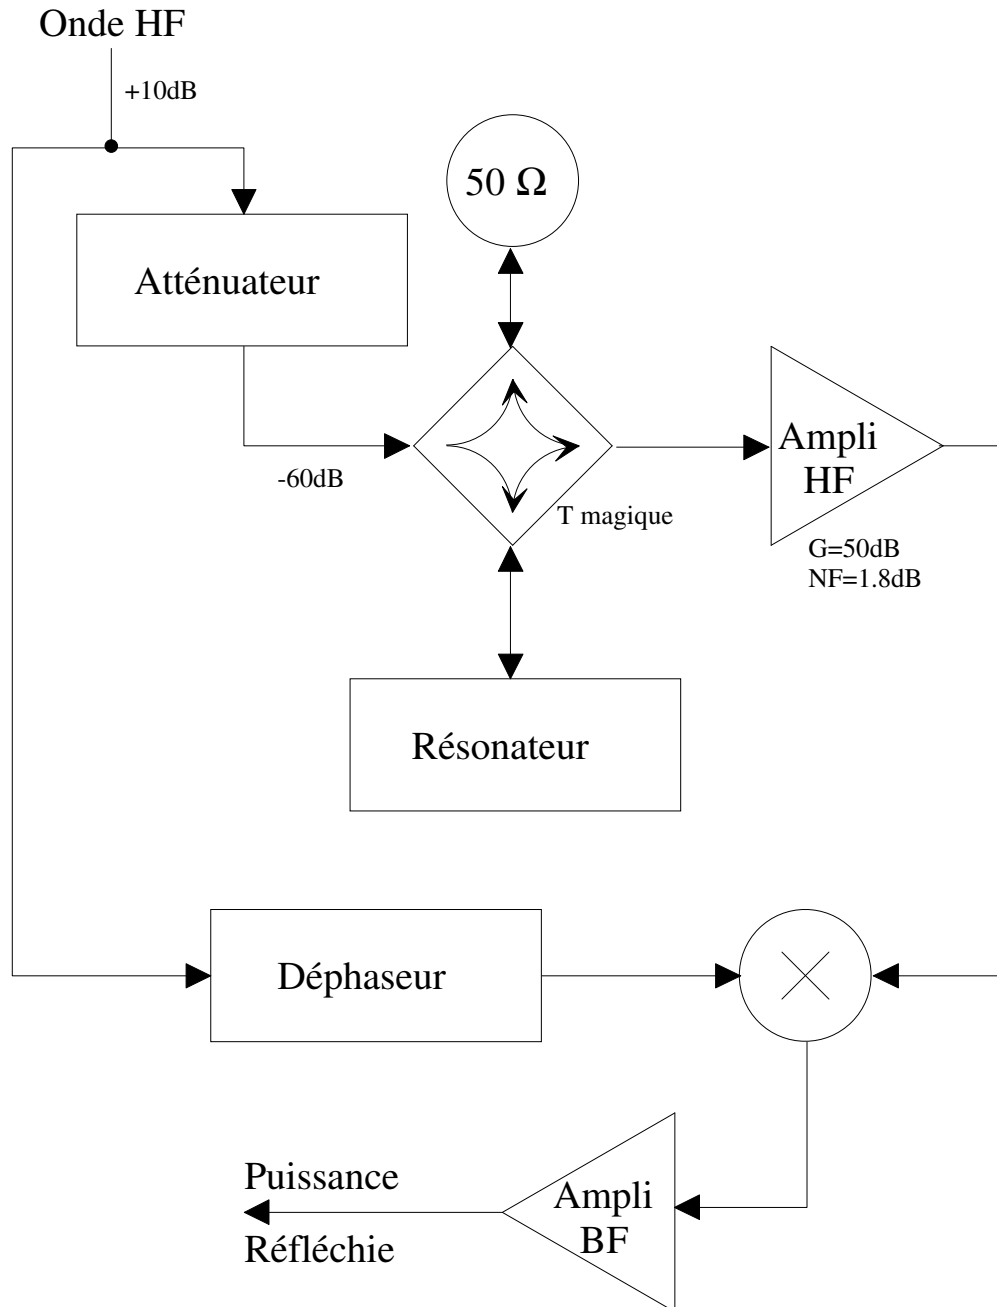 Onde HF
+10dB
50 Ω
Atténuateur
Ampli
HF
-60dB
T magique
G=50dB
NF=1.8dB
Résonateur
Déphaseur
Puissance
Réfléchie
Ampli
BF